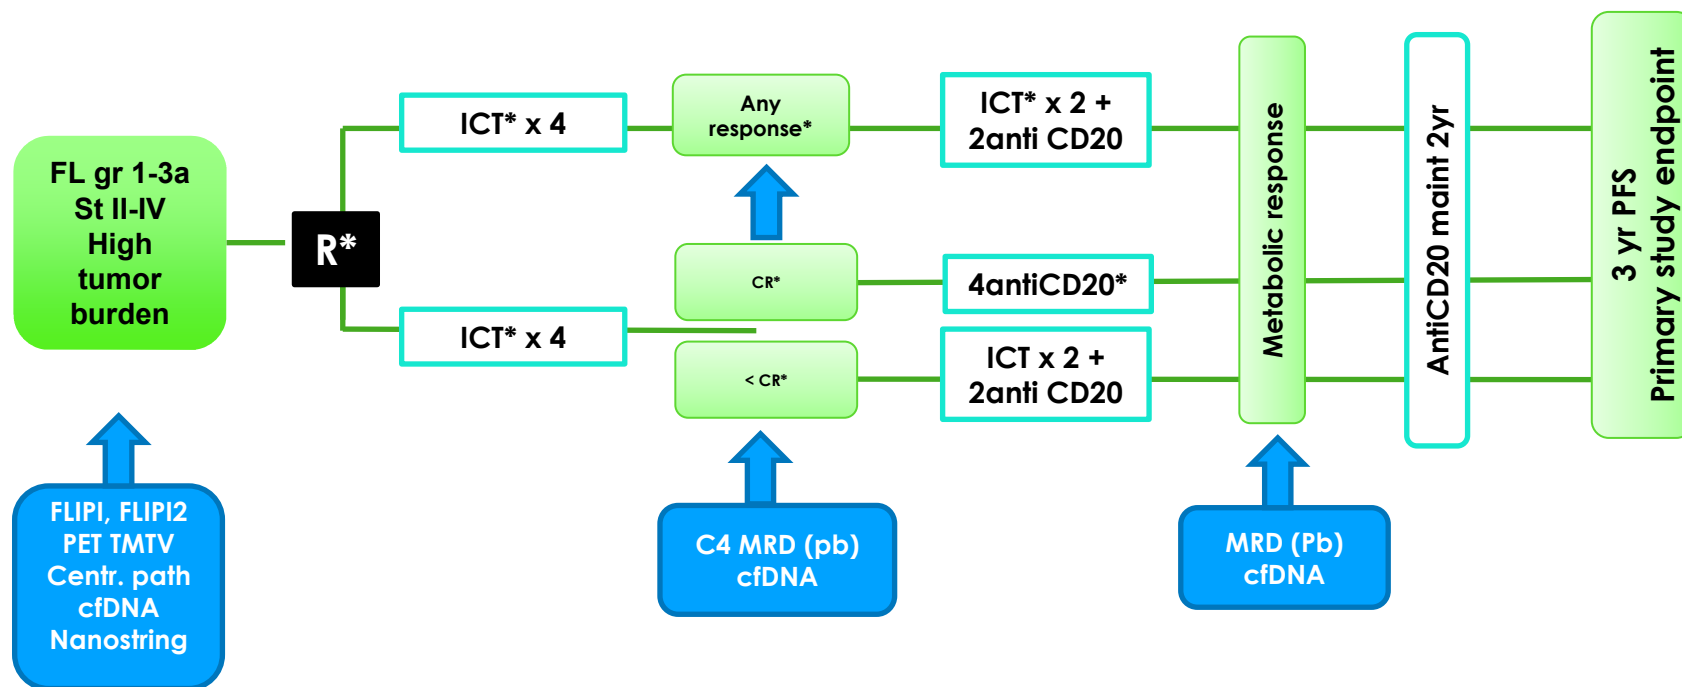 FL gr 1-3a
St II-IV
High
tumor
burden
R*
ICT* x 4
Any
response*
ICT* x 2 +
2anti CD20
CR*
4antiCD20*
ICT* x 4
< CR*
ICT x 2 +
2anti CD20
Metabolic response
AntiCD20 maint 2yr
3 yr PFS
Primary study endpoint
FLIPI, FLIPI2
PET TMTV
Centr. path
cfDNA
Nanostring
C4 MRD (pb)
cfDNA
MRD (Pb)
cfDNA